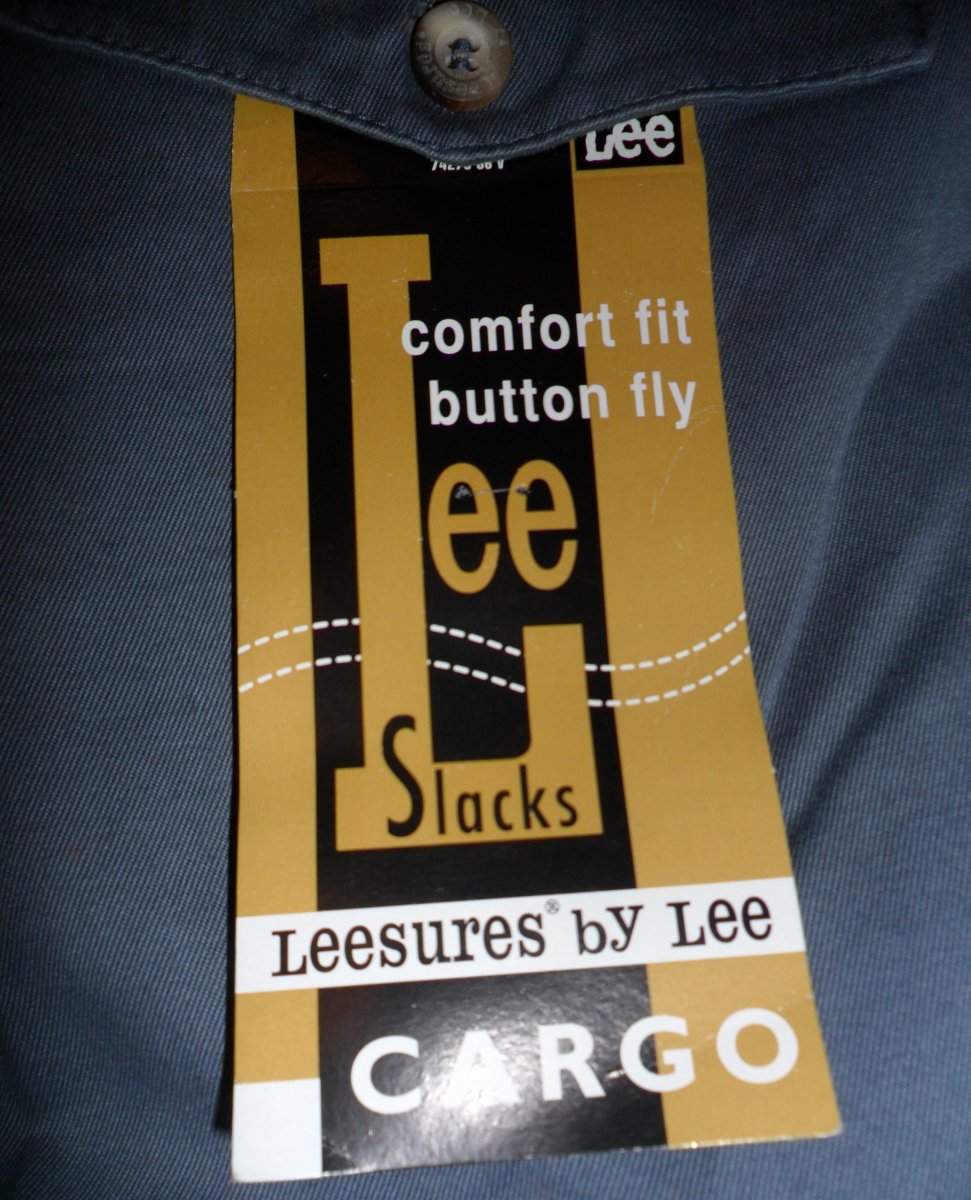 Lee
comfort fit
button fly
Lee
Slacks
Leesures® by Lee
CARGO